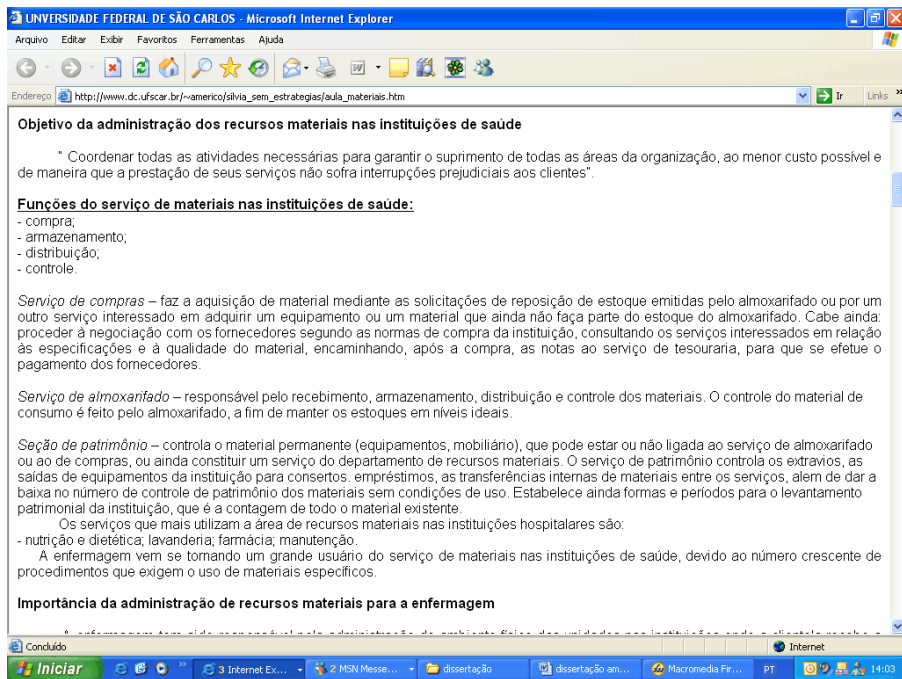 UNVERSIDADE FEDERAL DE SÃO CARLOS - Microsoft Internet Explorer
Arquivo Editar Exibir Favoritos Ferramentas Ajuda
Endereço http://www.dc.ufscar.br/~americo/silvia_sem_estrategias/aula_materiais.htm Ir Links »
Objetivo da administração dos recursos materiais nas instituições de saúde
" Coordenar todas as atividades necessárias para garantir o suprimento de todas as áreas da organização, ao menor custo possível e
de maneira que a prestação de seus serviços não sofra interrupções prejudiciais aos clientes".
Funções do serviço de materiais nas instituições de saúde:
- compra;
- armazenamento;
- distribuição;
- controle.
Serviço de compras – faz a aquisição de material mediante as solicitações de reposição de estoque emitidas pelo almoxarifado ou por um
outro serviço interessado em adquirir um equipamento ou um material que ainda não faça parte do estoque do almoxarifado. Cabe ainda:
proceder à negociação com os fornecedores segundo as normas de compra da instituição, consultando os serviços interessados em relação
às especificações e à qualidade do material, encaminhando, após a compra, as notas ao serviço de tesouraria, para que se efetue o
pagamento dos fornecedores.
Serviço de almoxarifado – responsável pelo recebimento, armazenamento, distribuição e controle dos materiais. O controle do material de
consumo é feito pelo almoxarifado, a fim de manter os estoques em níveis ideais.
Seção de patrimônio – controla o material permanente (equipamentos, mobiliário), que pode estar ou não ligada ao serviço de almoxarifado
ou ao de compras, ou ainda constituir um serviço do departamento de recursos materiais. O serviço de patrimônio controla os extravios, as
saídas de equipamentos da instituição para consertos. empréstimos, as transferências internas de materiais entre os serviços, alem de dar a
baixa no número de controle de patrimônio dos materiais sem condições de uso. Estabelece ainda formas e períodos para o levantamento
patrimonial da instituição, que é a contagem de todo o material existente.
Os serviços que mais utilizam a área de recursos materiais nas instituições hospitalares são:
- nutrição e dietética; lavanderia; farmácia; manutenção.
A enfermagem vem se tornando um grande usuário do serviço de materiais nas instituições de saúde, devido ao número crescente de
procedimentos que exigem o uso de materiais específicos.
Importância da administração de recursos materiais para a enfermagem
Concluído Internet
Iniciar » 3 Internet Ex... 2 MSN Messe... dissertação dissertação am... Macromedia Fir... PT 14:03